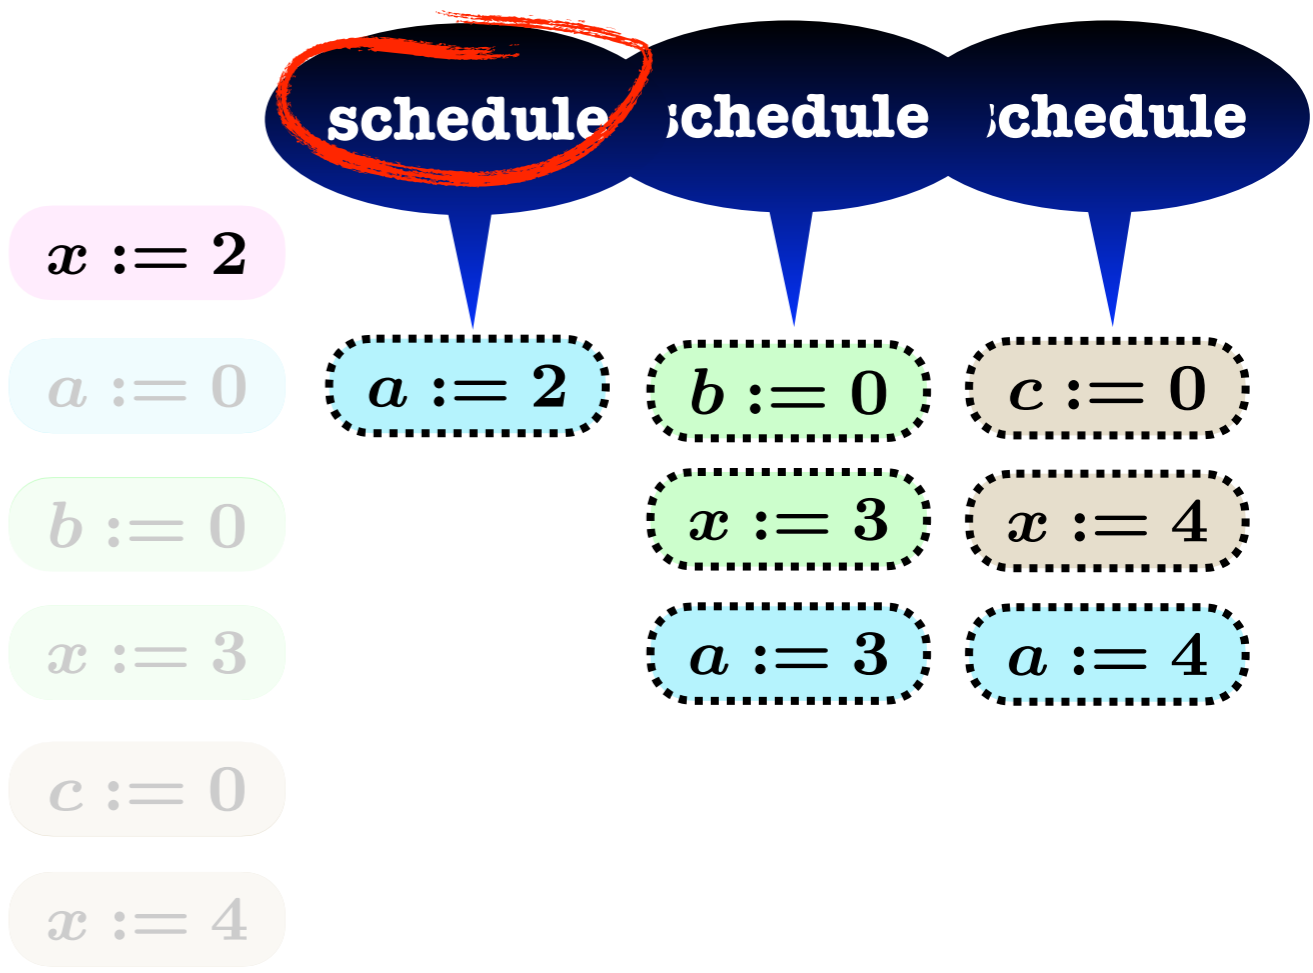 schedule schedule schedule
x := 2
a := 0 a := 2 b := 0 c := 0
b := 0 x := 3 x := 4
x := 3 a := 3 a := 4
c := 0
x := 4